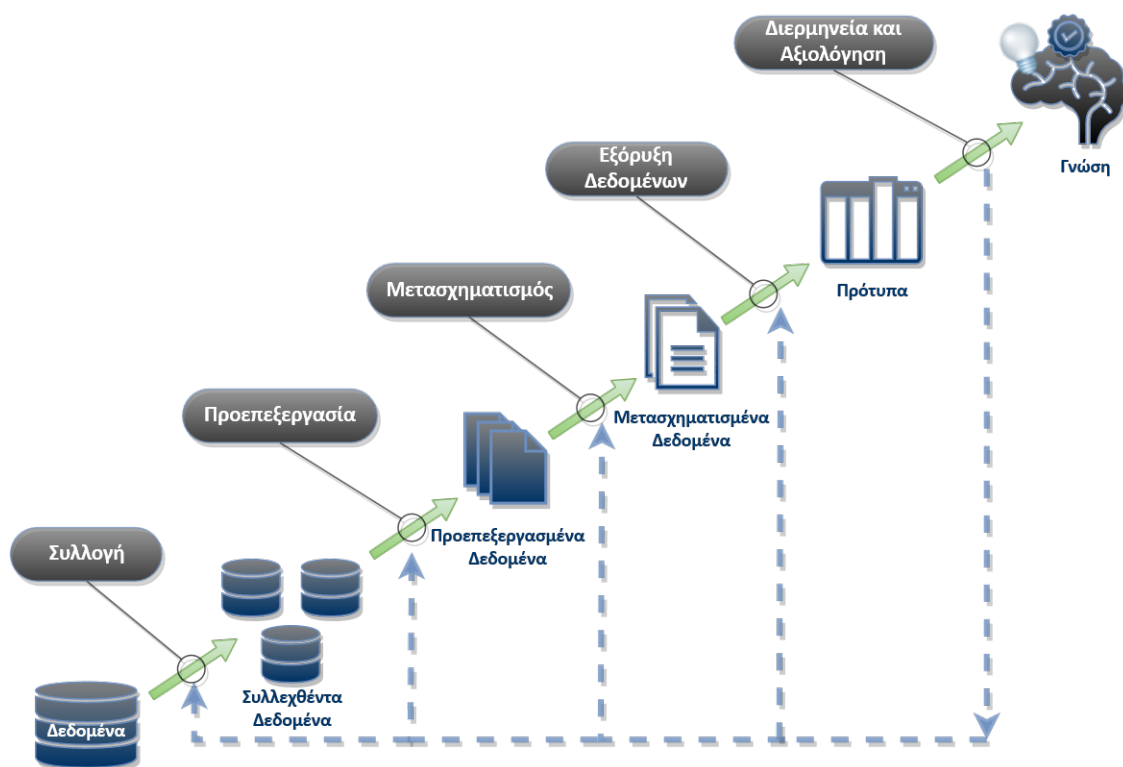 Διερμηνεία και
Αξιολόγηση
Γνώση
Εξόρυξη
Δεδομένων
Πρότυπα
Μετασχηματισμός
Μετασχηματισμένα
Δεδομένα
Προεπεξεργασία
Προεπεξεργασμένα
Δεδομένα
Συλλογή
Συλλεχθέντα
Δεδομένα
Δεδομένα